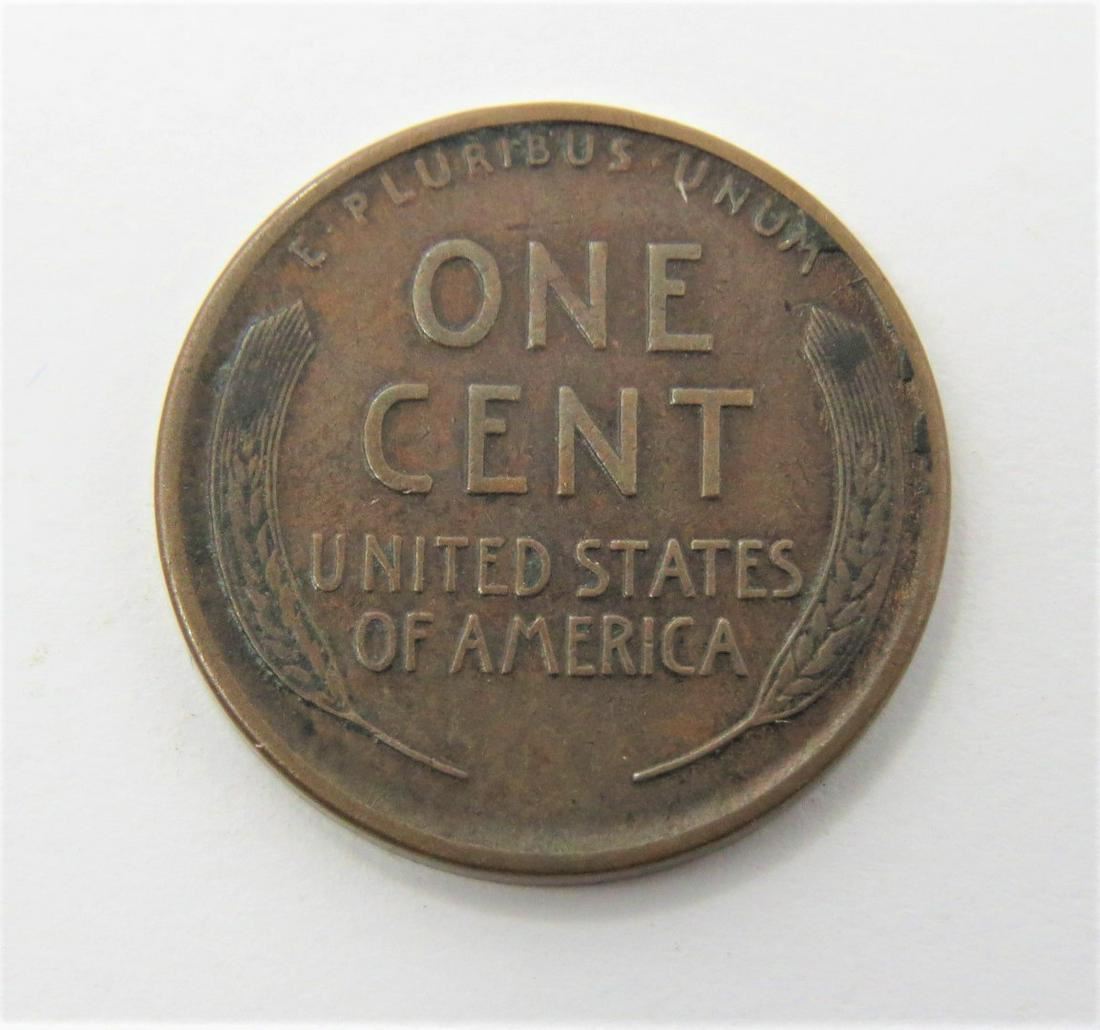 E·PLURIBUS·UNUM
ONE
CENT
UNITED STATES
OF AMERICA